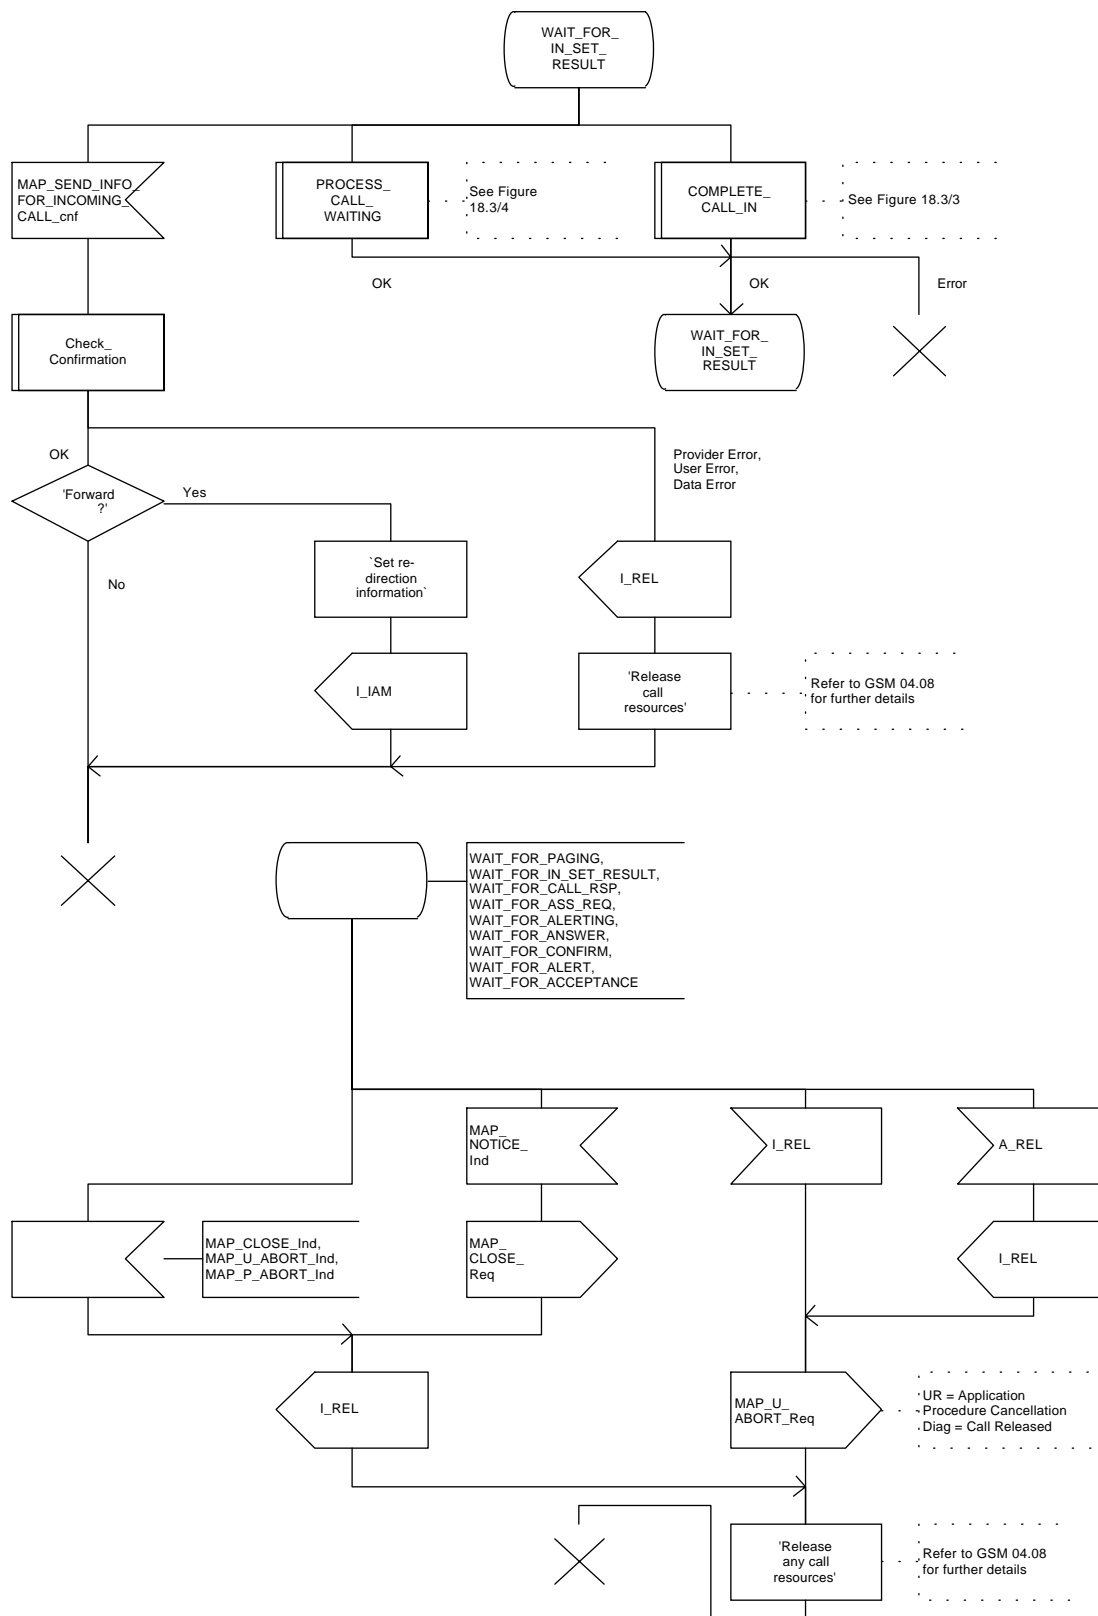 WAIT_FOR_
IN_SET_
RESULT
MAP_SEND_INFO_
FOR_INCOMING_
CALL_cnf
PROCESS_
CALL_
WAITING
See Figure
18.3/4
COMPLETE_
CALL_IN
See Figure 18.3/3
OK
OK
Error
Check_
Confirmation
WAIT_FOR_
IN_SET_
RESULT
OK
Provider Error,
User Error,
Data Error
'Forward
?'
Yes
No
`Set re-
direction
information`
I_REL
I_IAM
'Release
call
resources'
Refer to GSM 04.08
for further details
WAIT_FOR_PAGING,
WAIT_FOR_IN_SET_RESULT,
WAIT_FOR_CALL_RSP,
WAIT_FOR_ASS_REQ,
WAIT_FOR_ALERTING,
WAIT_FOR_ANSWER,
WAIT_FOR_CONFIRM,
WAIT_FOR_ALERT,
WAIT_FOR_ACCEPTANCE
MAP_
NOTICE_
Ind
I_REL
A_REL
MAP_CLOSE_Ind,
MAP_U_ABORT_Ind,
MAP_P_ABORT_Ind
MAP_
CLOSE_
Req
I_REL
I_REL
MAP_U_
ABORT_Req
UR = Application
Procedure Cancellation
Diag = Call Released
'Release
any call
resources'
Refer to GSM 04.08
for further details